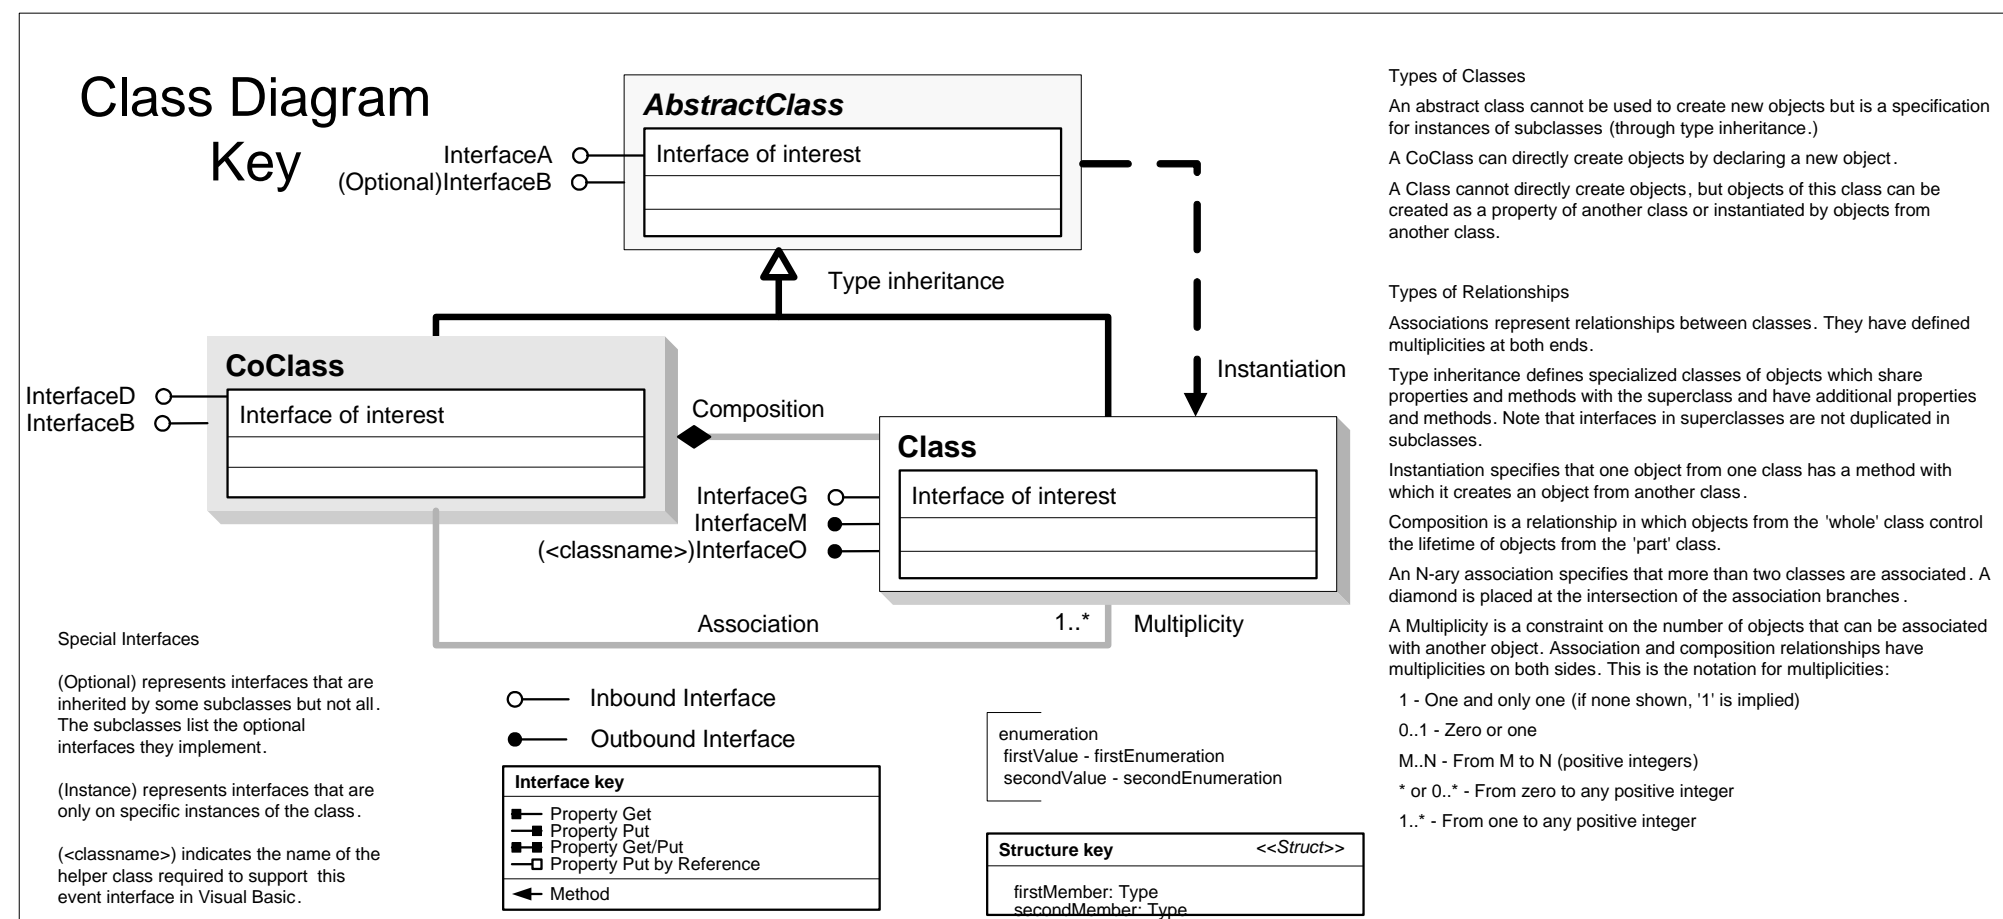 Class Diagram
Key
AbstractClass
Interface of interest
InterfaceA
(Optional)InterfaceB
Type inheritance
Instantiation
CoClass
Interface of interest
InterfaceD
InterfaceB
Composition
Class
Interface of interest
InterfaceG
InterfaceM
(<classname>)InterfaceO
Association
1..*
Multiplicity
Special Interfaces
(Optional) represents interfaces that are
inherited by some subclasses but not all.
The subclasses list the optional
interfaces they implement.
(Instance) represents interfaces that are
only on specific instances of the class.
(<classname>) indicates the name of the
helper class required to support this
event interface in Visual Basic.
Inbound Interface
Outbound Interface
Interface key
Property Get
Property Put
Property Get/Put
Property Put by Reference
Method
enumeration
firstValue - firstEnumeration
secondValue - secondEnumeration
Structure key <<Struct>>
firstMember: Type
secondMember: Type
Types of Classes
An abstract class cannot be used to create new objects but is a specification
for instances of subclasses (through type inheritance.)
A CoClass can directly create objects by declaring a new object.
A Class cannot directly create objects, but objects of this class can be
created as a property of another class or instantiated by objects from
another class.
Types of Relationships
Associations represent relationships between classes. They have defined
multiplicities at both ends.
Type inheritance defines specialized classes of objects which share
properties and methods with the superclass and have additional properties
and methods. Note that interfaces in superclasses are not duplicated in
subclasses.
Instantiation specifies that one object from one class has a method with
which it creates an object from another class.
Composition is a relationship in which objects from the 'whole' class control
the lifetime of objects from the 'part' class.
An N-ary association specifies that more than two classes are associated. A
diamond is placed at the intersection of the association branches.
A Multiplicity is a constraint on the number of objects that can be associated
with another object. Association and composition relationships have
multiplicities on both sides. This is the notation for multiplicities:
1 - One and only one (if none shown, '1' is implied)
0..1 - Zero or one
M..N - From M to N (positive integers)
* or 0..* - From zero to any positive integer
1..* - From one to any positive integer